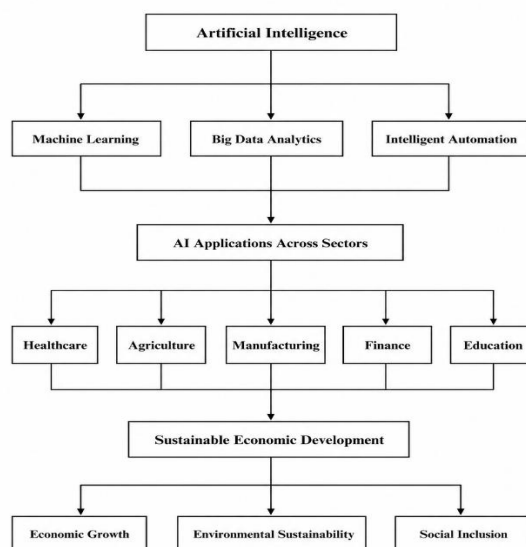 Artificial Intelligence
Machine Learning
Big Data Analytics
Intelligent Automation
AI Applications Across Sectors
Healthcare
Agriculture
Manufacturing
Finance
Education
Sustainable Economic Development
Economic Growth
Environmental Sustainability
Social Inclusion